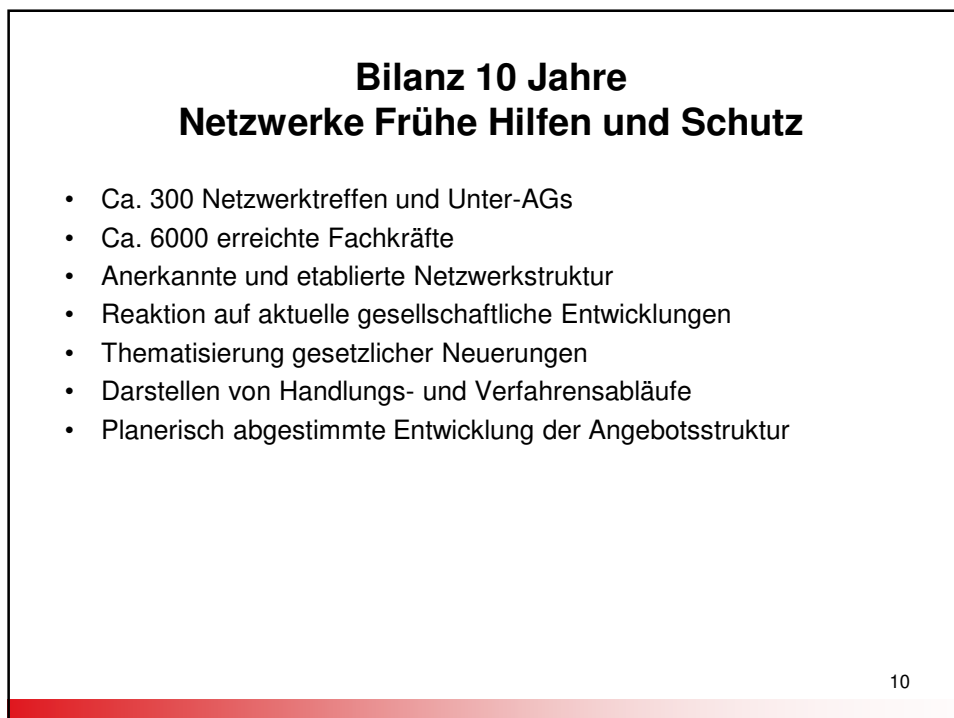 Bilanz 10 Jahre
Netzwerke Frühe Hilfen und Schutz
• Ca. 300 Netzwerktreffen und Unter-AGs
• Ca. 6000 erreichte Fachkräfte
• Anerkannte und etablierte Netzwerkstruktur
• Reaktion auf aktuelle gesellschaftliche Entwicklungen
• Thematisierung gesetzlicher Neuerungen
• Darstellen von Handlungs- und Verfahrensabläufe
• Planerisch abgestimmte Entwicklung der Angebotsstruktur
10